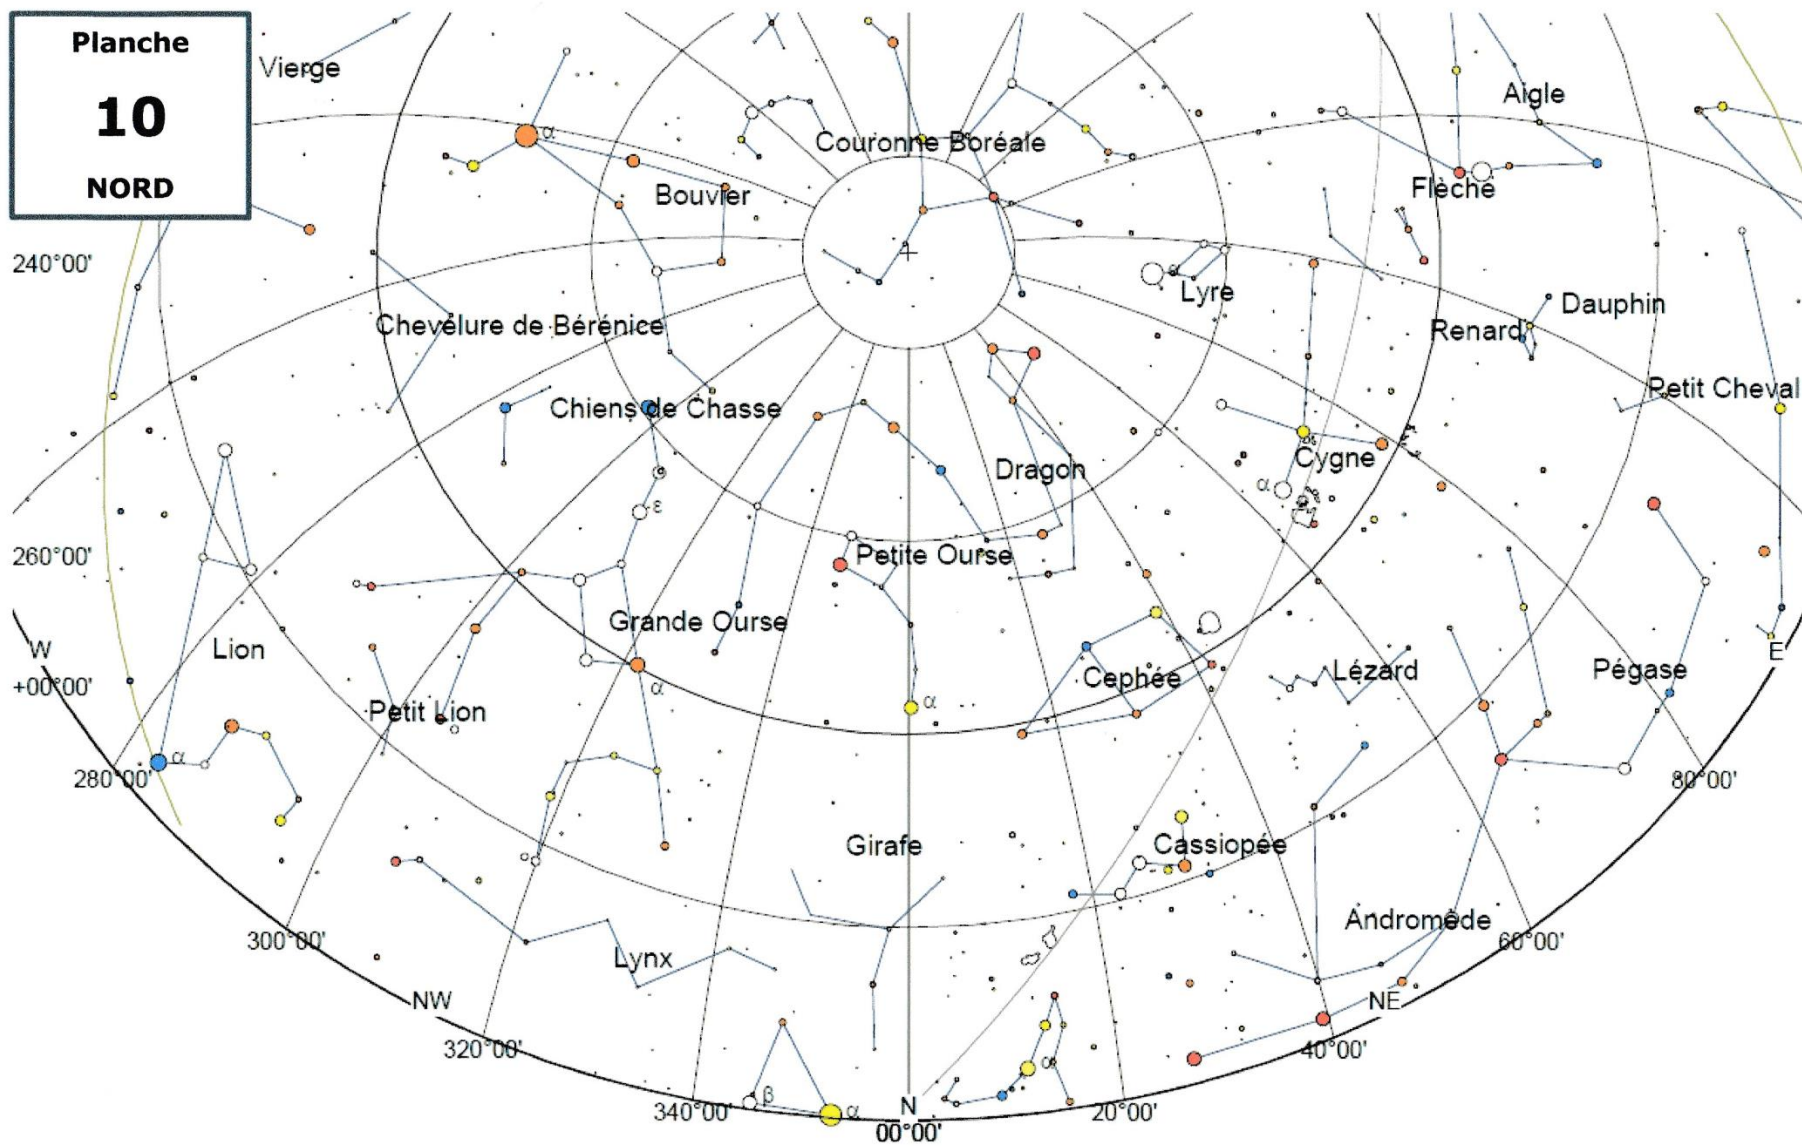 Planche
10
NORD
Vierge
Aigle
α
Couronne Boréale
Bouvier
Flèche
240°00'
α
Lyre
Dauphin
Chevelure de Bérénice
Renard
Chiens de Chasse
Petit Cheval
Cygne
Dragon
α
ε
260°00'
Petite Ourse
Grande Ourse
W
Lion
E
Pégase
Lézard
Cephée
+00°00'
α
α
Petit Lion
α
280°00'
80°00'
Girafe
Cassiopée
Andromède
300°00'
60°00'
Lynx
NW
NE
320°00'
40°00'
α
β
α
N
340°00'
20°00'
00°00'